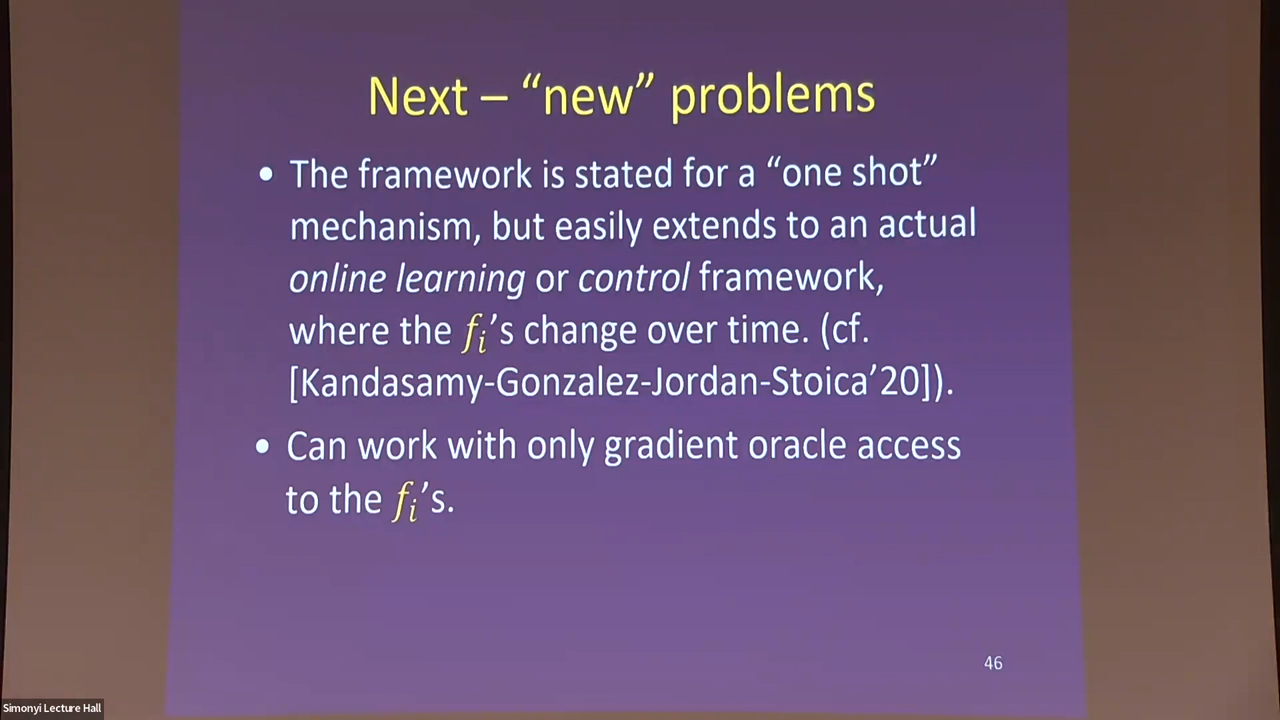 Next – “new” problems
• The framework is stated for a “one shot”
mechanism, but easily extends to an actual
online learning or control framework,
where the fᵢ’s change over time. (cf.
[Kandasamy-Gonzalez-Jordan-Stoica’20]).
• Can work with only gradient oracle access
to the fᵢ’s.
46
Simonyi Lecture Hall